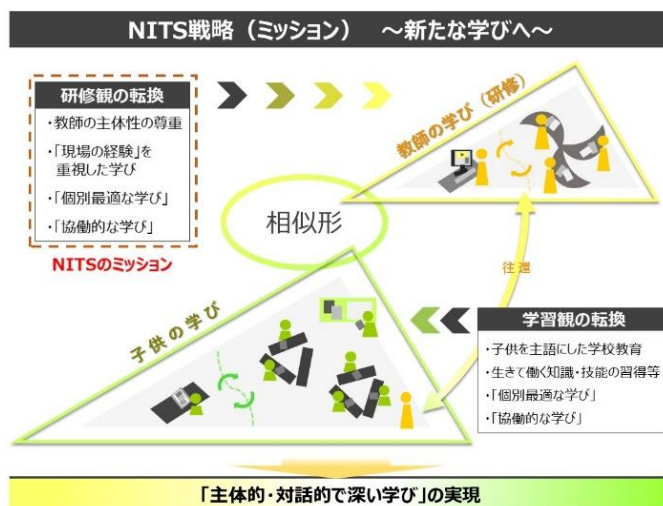 NITS戦略（ミッション）　～新たな学びへ～
研修観の転換
・教師の主体性の尊重
・「現場の経験」を
重視した学び
・「個別最適な学び」
・「協働的な学び」
NITSのミッション
教師の学び（研修）
相似形
往還
子供の学び
学習観の転換
・子供を主語にした学校教育
・生きて働く知識・技能の習得等
・「個別最適な学び」
・「協働的な学び」
「主体的・対話的で深い学び」の実現